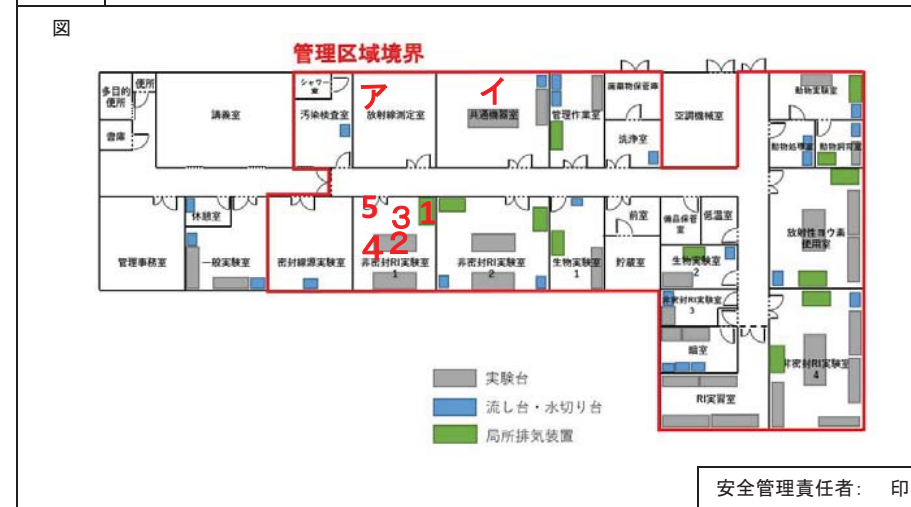 図
管理区域境界
多目的
便所
便所
書庫
講義室
シャワー
室
汚染検査室
ア
放射線測定室
イ
共通機器室
管理作業室
廃棄物保管庫
洗浄室
空調機械室
動物実験室
動物処理室
動物飼育室
管理事務室
休憩室
一般実験室
密封線源実験室
5
3
1
4
2
非密封RI実験室
1
非密封RI実験室
2
生物実験室
1
前室
貯蔵室
備品保管
室
低温室
生物実験室
2
放射性ヨウ素
使用室
非密封RI実験室
3
暗室
RI実習室
非密封RI実験室
4
実験台
流し台・水切り台
局所排気装置
安全管理責任者: 印